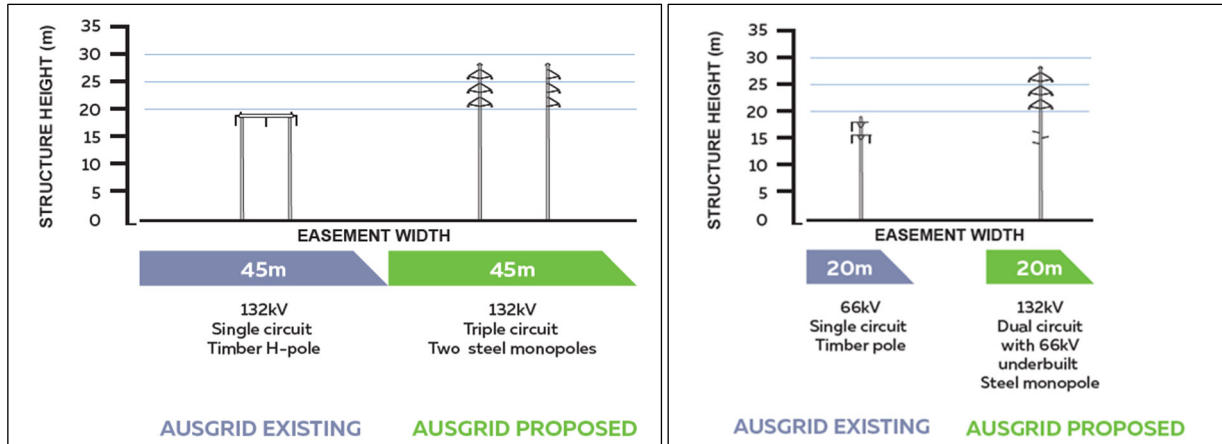 STRUCTURE HEIGHT (m)
35
30
25
20
15
10
5
0
EASEMENT WIDTH
45m
45m
132kV
Single circuit
Timber H-pole
132kV
Triple circuit
Two steel monopoles
AUSGRID EXISTING
AUSGRID PROPOSED
STRUCTURE HEIGHT (m)
35
30
25
20
15
10
5
0
EASEMENT WIDTH
20m
20m
66kV
Single circuit
Timber pole
132kV
Dual circuit
with 66kV
underbuilt
Steel monopole
AUSGRID EXISTING
AUSGRID PROPOSED